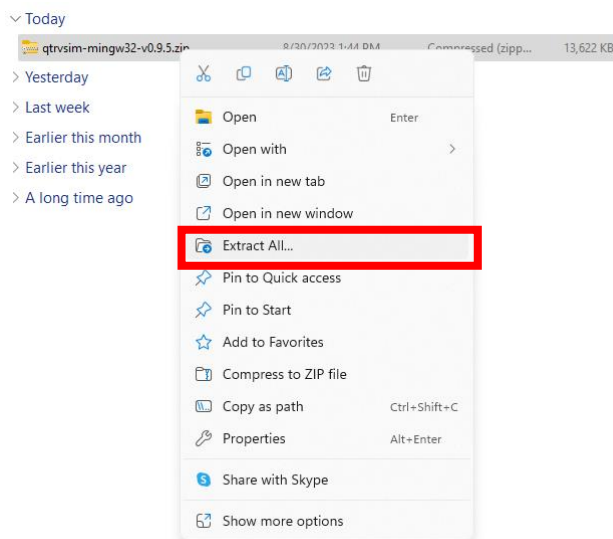 Today
qtrvsim-mingw32-v0.9.5.zip 8/30/2023 1:44 PM Compressed (zipp... 13,622 KB
Yesterday
Last week
Earlier this month
Earlier this year
A long time ago
Open Enter
Open with
Open in new tab
Open in new window
Extract All...
Pin to Quick access
Pin to Start
Add to Favorites
Compress to ZIP file
Copy as path Ctrl+Shift+C
Properties Alt+Enter
Share with Skype
Show more options